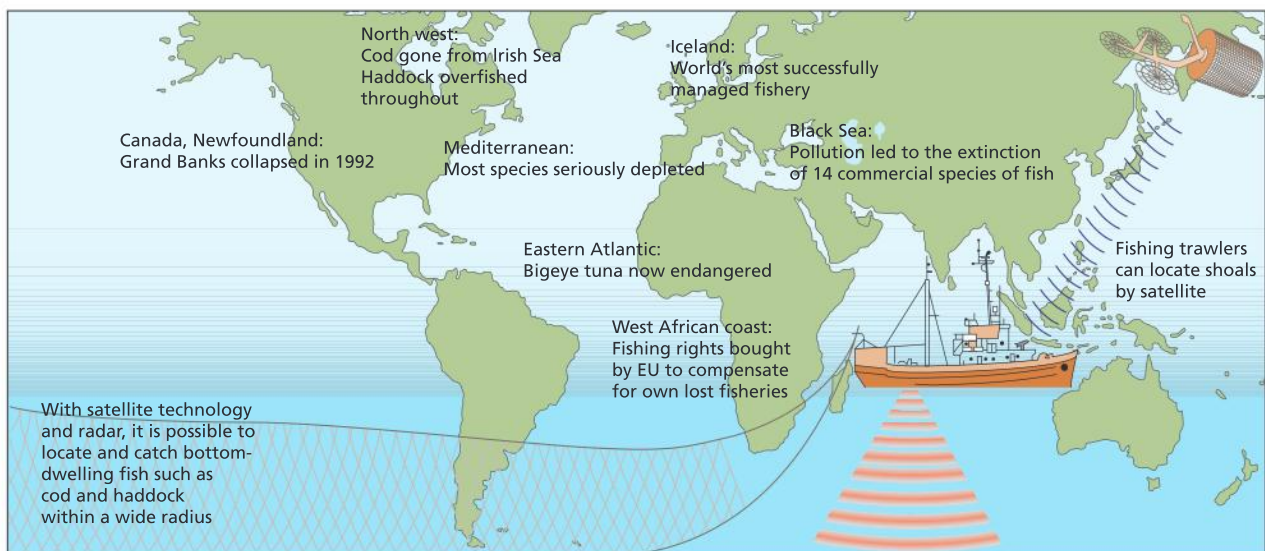 North west:
Cod gone from Irish Sea
Haddock overfished
throughout
Iceland:
World's most successfully
managed fishery
Canada, Newfoundland:
Grand Banks collapsed in 1992
Mediterranean:
Most species seriously depleted
Black Sea:
Pollution led to the extinction
of 14 commercial species of fish
Eastern Atlantic:
Bigeye tuna now endangered
Fishing trawlers
can locate shoals
by satellite
West African coast:
Fishing rights bought
by EU to compensate
for own lost fisheries
With satellite technology
and radar, it is possible to
locate and catch bottom-
dwelling fish such as
cod and haddock
within a wide radius